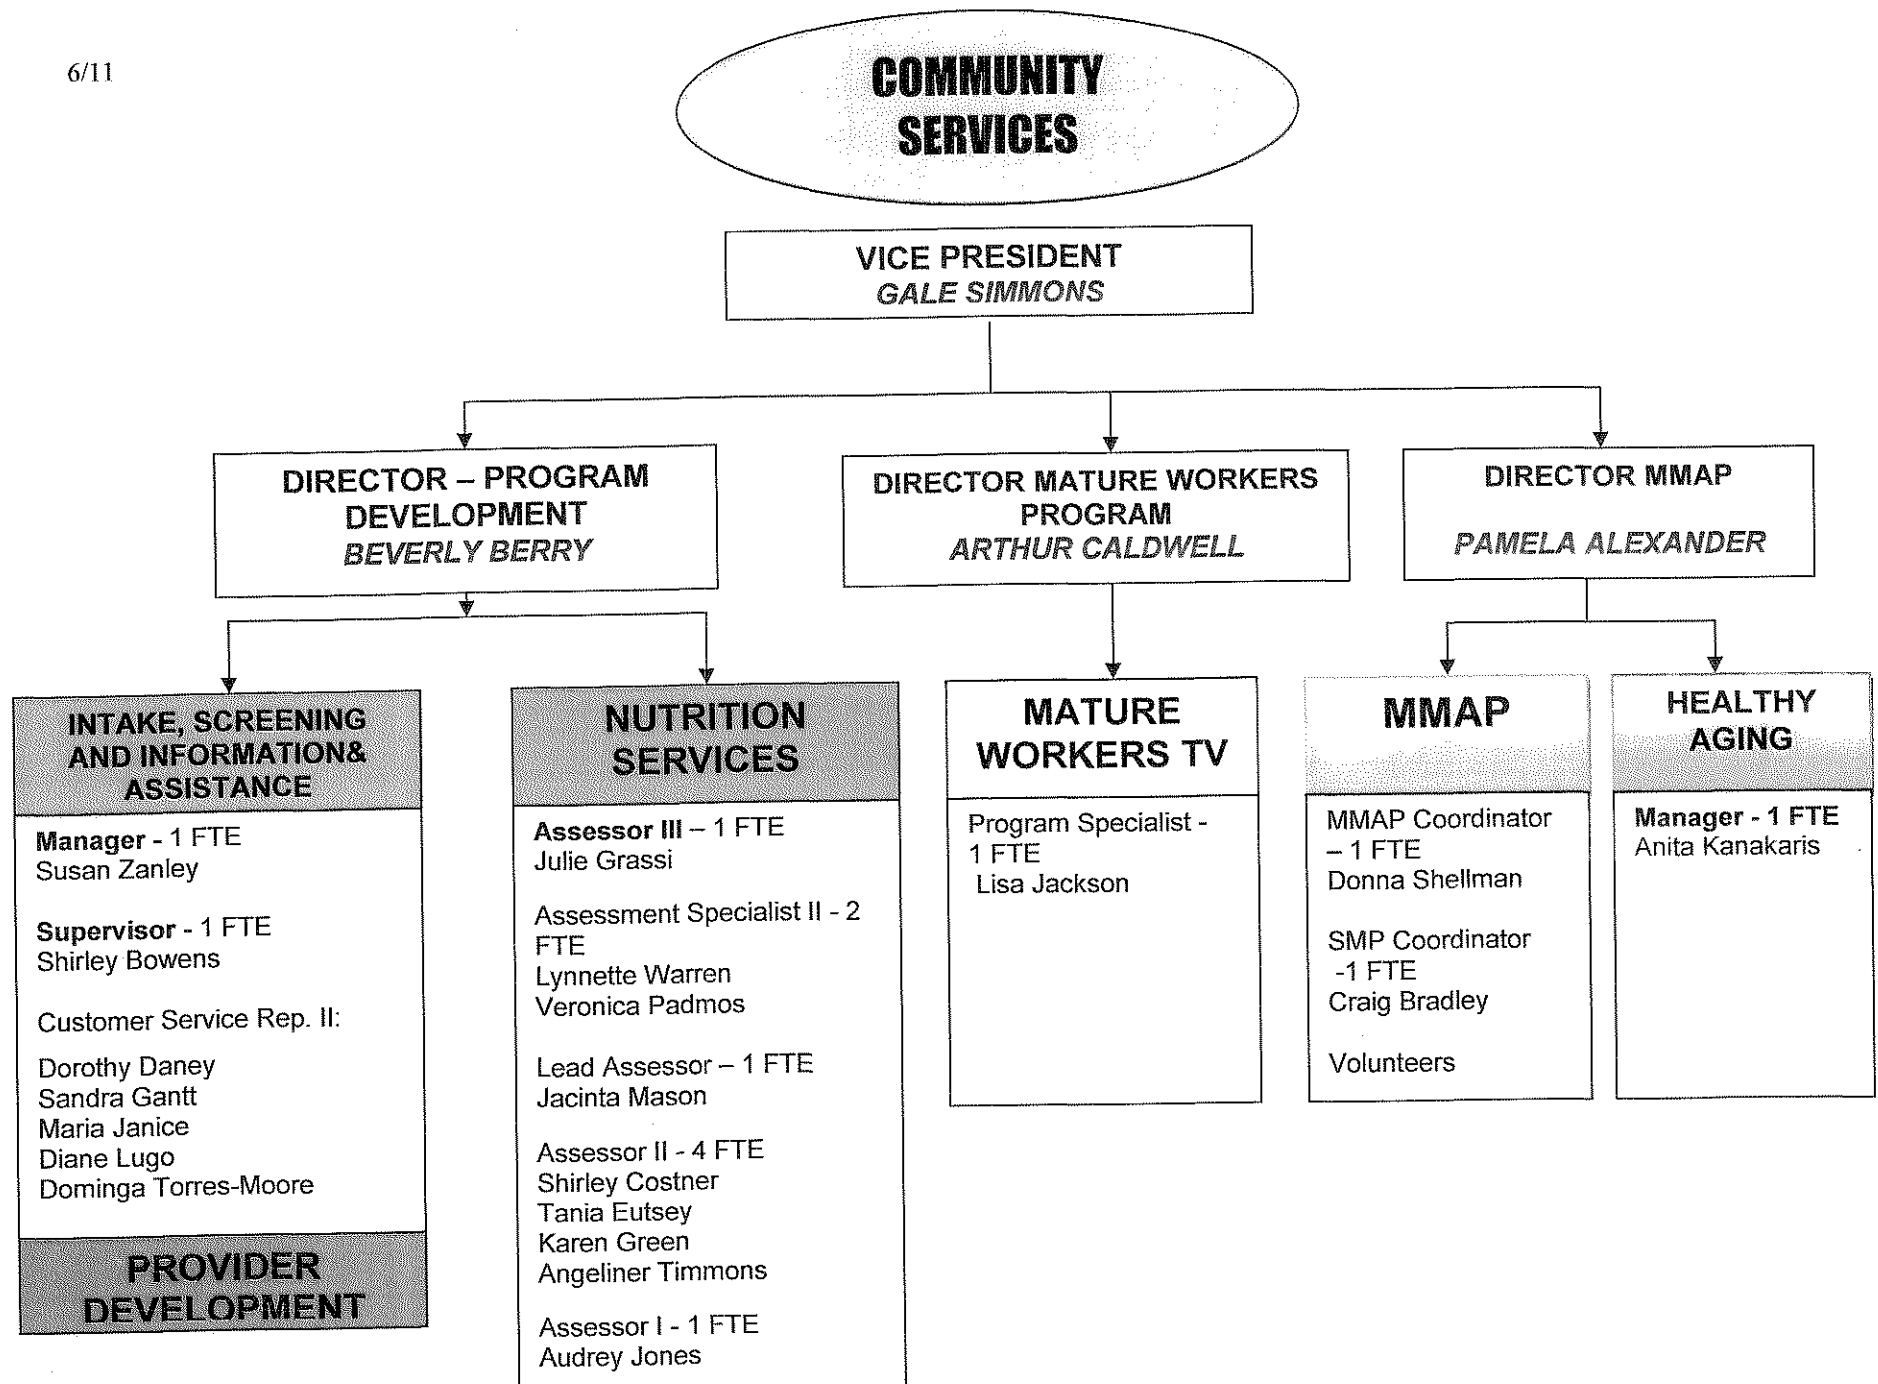 6/11
COMMUNITY
SERVICES
VICE PRESIDENT
GALE SIMMONS
DIRECTOR – PROGRAM
DEVELOPMENT
BEVERLY BERRY
DIRECTOR MATURE WORKERS
PROGRAM
ARTHUR CALDWELL
DIRECTOR MMAP
PAMELA ALEXANDER
INTAKE, SCREENING
AND INFORMATION&
ASSISTANCE
Manager - 1 FTE
Susan Zanley
Supervisor - 1 FTE
Shirley Bowens
Customer Service Rep. II:
Dorothy Daney
Sandra Gantt
Maria Janice
Diane Lugo
Dominga Torres-Moore
PROVIDER
DEVELOPMENT
NUTRITION
SERVICES
Assessor III – 1 FTE
Julie Grassi
Assessment Specialist II - 2
FTE
Lynnette Warren
Veronica Padmos
Lead Assessor – 1 FTE
Jacinta Mason
Assessor II - 4 FTE
Shirley Costner
Tania Eutsey
Karen Green
Angeliner Timmons
Assessor I - 1 FTE
Audrey Jones
MATURE
WORKERS TV
Program Specialist -
1 FTE
Lisa Jackson
MMAP
MMAP Coordinator
– 1 FTE
Donna Shellman
SMP Coordinator
-1 FTE
Craig Bradley
Volunteers
HEALTHY
AGING
Manager - 1 FTE
Anita Kanakaris